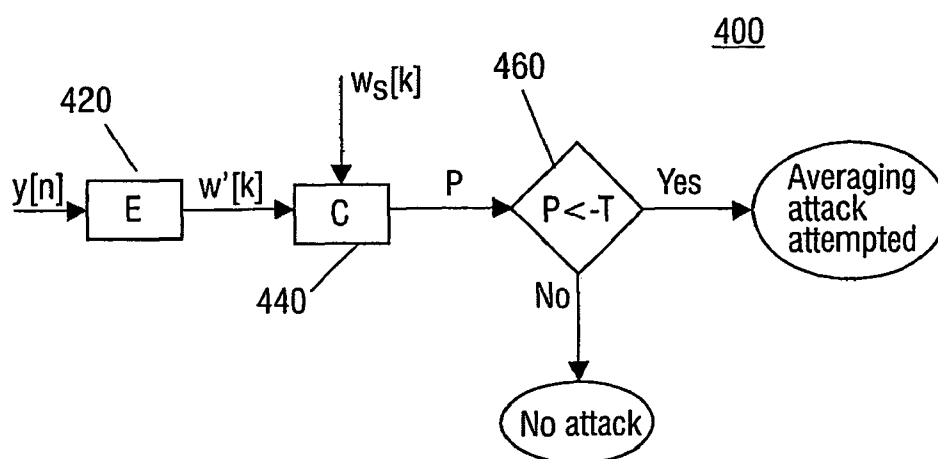 400
460
w_S[k]
420
y[n]
E
w'[k]
C
P
P<-T
Yes
Averaging
attack
attempted
440
No
No attack